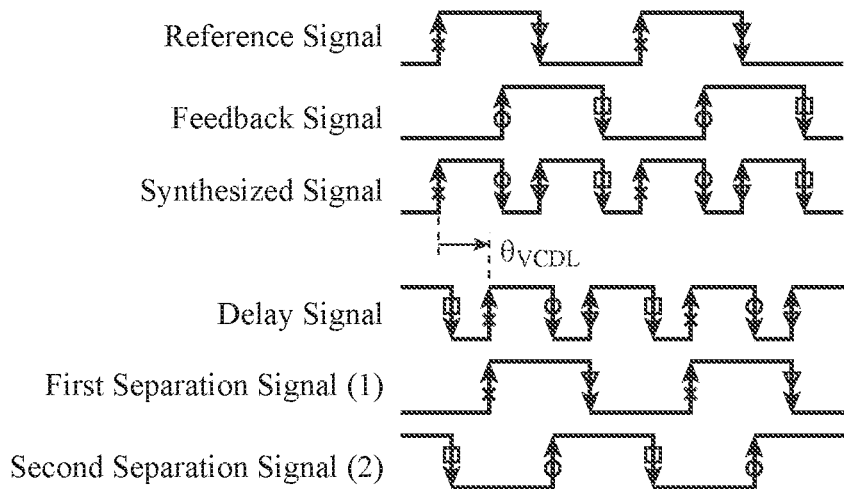 Reference Signal
Feedback Signal
Synthesized Signal
θVCDL
Delay Signal
First Separation Signal (1)
Second Separation Signal (2)